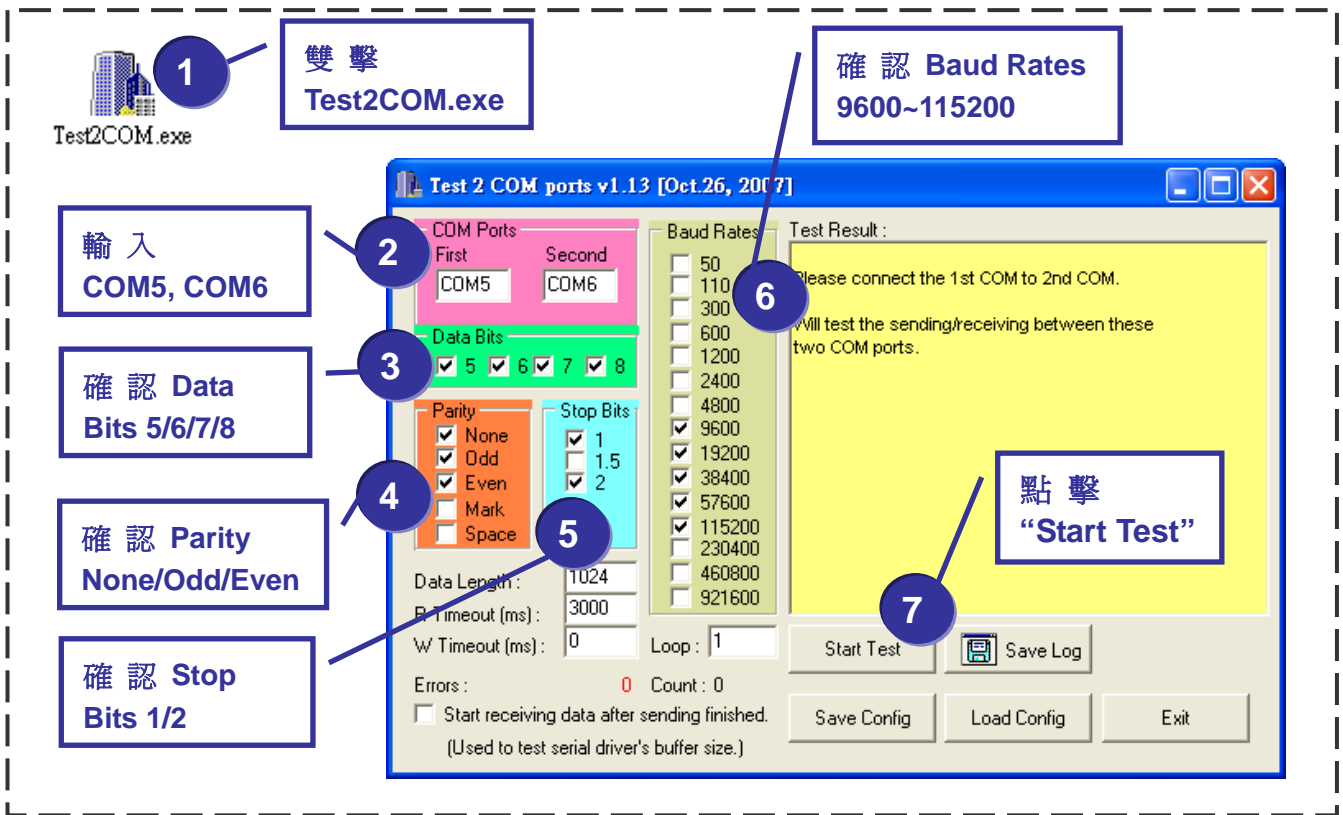 1
雙 擊
Test2COM.exe
Test2COM.exe
確 認 Baud Rates
9600~115200
Test 2 COM ports v1.13 [Oct.26, 2007]
輸 入
COM5, COM6
2
COM Ports
First Second
COM5 COM6
確 認 Data
Bits 5/6/7/8
3
Data Bits
5 6 7 8
確 認 Parity
None/Odd/Even
4
Parity
None
Odd
Even
Mark
Space
確 認 Stop
Bits 1/2
5
Stop Bits
1
1.5
2
6
Baud Rates
50
110
300
600
1200
2400
4800
9600
19200
38400
57600
115200
230400
460800
921600
Test Result :
Please connect the 1st COM to 2nd COM.
Will test the sending/receiving between these
two COM ports.
點 擊
“Start Test”
7
Data Length : 1024
R Timeout (ms) : 3000
W Timeout (ms) : 0
Loop : 1
Errors : 0 Count : 0
Start receiving data after sending finished.
(Used to test serial driver's buffer size.)
Start Test
Save Log
Save Config
Load Config
Exit